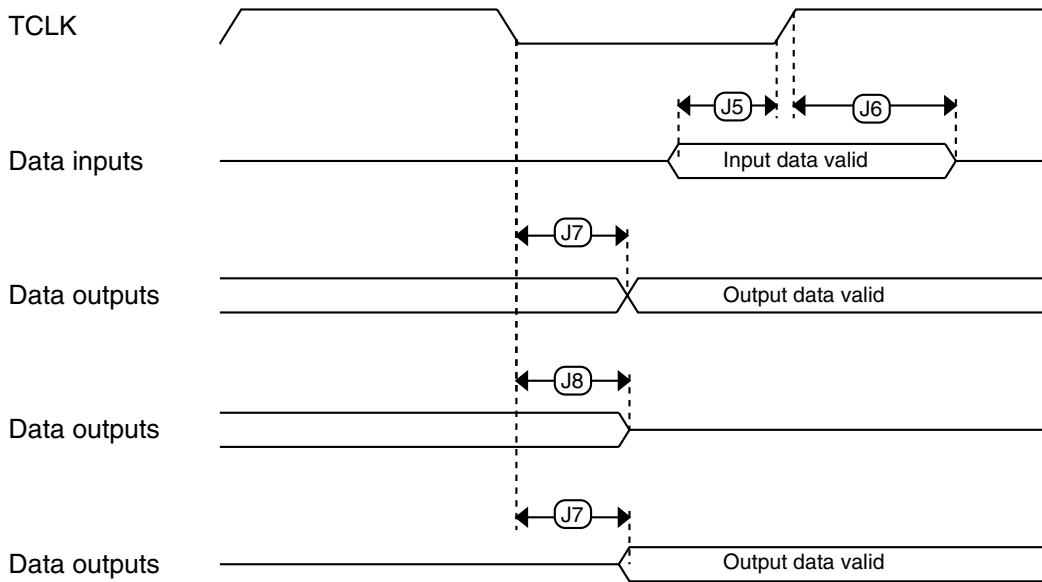 TCLK
J5
J6
Data inputs
Input data valid
J7
Data outputs
Output data valid
J8
Data outputs
J7
Data outputs
Output data valid